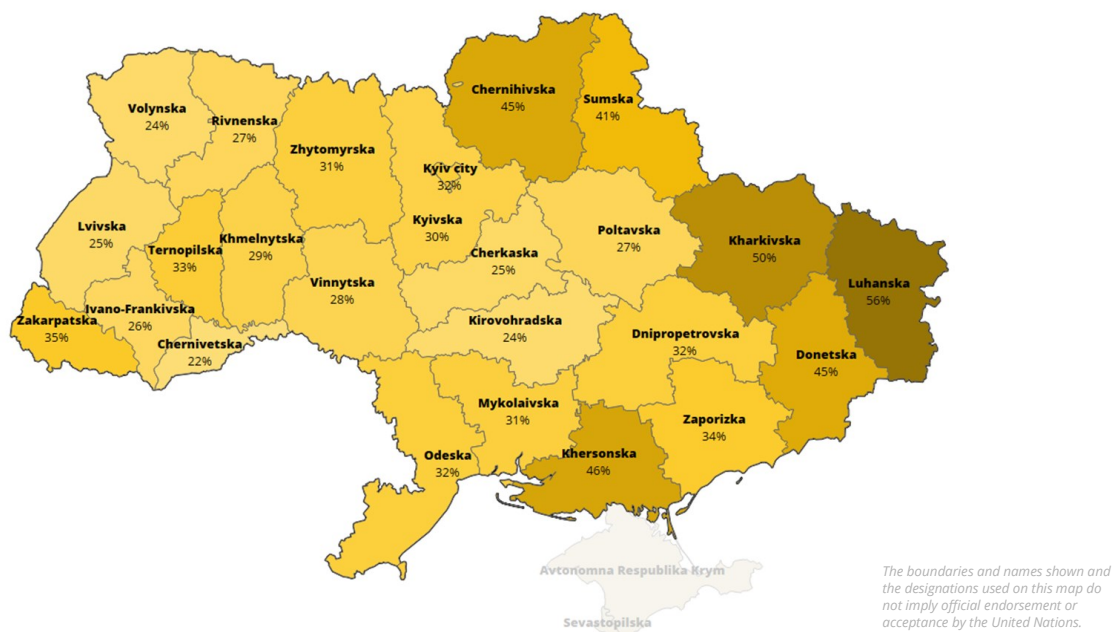 Chernihivska
45%
Sumska
41%
Volynska
24%
Rivnenska
27%
Zhytomyrska
31%
Kyiv city
32%
Kyivska
30%
Lvivska
25%
Ternopilska
33%
Khmelnytska
29%
Cherkaska
25%
Poltavska
27%
Kharkivska
50%
Luhanska
56%
Vinnytska
28%
Ivano-Frankivska
26%
Zakarpatska
35%
Chernivetska
22%
Kirovohradska
24%
Dnipropetrovska
32%
Donetska
45%
Mykolaivska
31%
Zaporizka
34%
Odeska
32%
Khersonska
46%
Avtonomna Respublika Krym
Sevastopilska
The boundaries and names shown and
the designations used on this map do
not imply official endorsement or
acceptance by the United Nations.